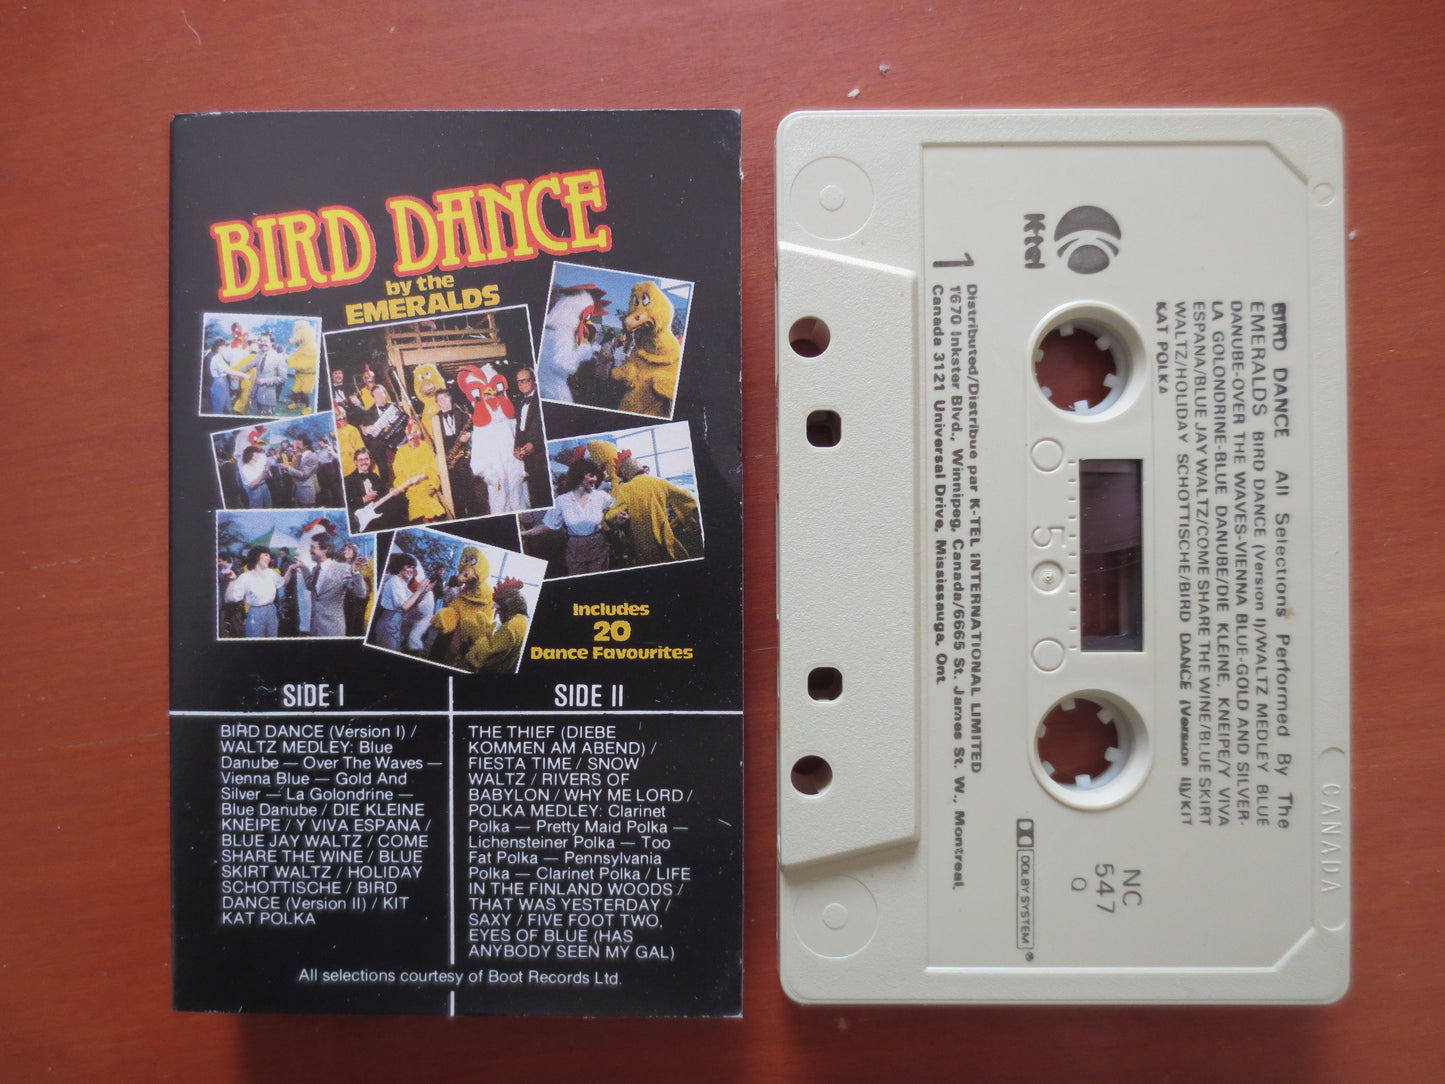 BIRD DANCE
by the
EMERALDS
Includes
20
Dance Favourites
SIDE I
BIRD DANCE (Version I) /
WALTZ MEDLEY: Blue
Danube — Over The Waves —
Vienna Blue — Gold And
Silver — La Golondrine —
Blue Danube / DIE KLEINE
KNEIPE / Y VIVA ESPANA /
BLUE JAY WALTZ / COME
SHARE THE WINE / BLUE
SKIRT WALTZ / HOLIDAY
SCHOTTISCHE / BIRD
DANCE (Version II) / KIT
KAT POLKA
SIDE II
THE THIEF (DIEBE
KOMMEN AM ABEND) /
FIESTA TIME / SNOW
WALTZ / RIVERS OF
BABYLON / WHY ME LORD /
POLKA MEDLEY: Clarinet
Polka — Pretty Maid Polka —
Lichensteiner Polka — Too
Fat Polka — Pennsylvania
Polka — Clarinet Polka / LIFE
IN THE FINLAND WOODS /
THAT WAS YESTERDAY /
SAXY / FIVE FOOT TWO,
EYES OF BLUE (HAS
ANYBODY SEEN MY GAL)
All selections courtesy of Boot Records Ltd.
K-tel
BIRD DANCE All Selections Performed By The
EMERALDS BIRD DANCE (Version I)/WALTZ MEDLEY BLUE
DANUBE-OVER THE WAVES-VIENNA BLUE-GOLD AND SILVER-
LA GOLONDRINE-BLUE DANUBE/DIE KLEINE, KNEIPE/Y VIVA
ESPANA/BLUE JAY WALTZ/COME SHARE THE WINE/BLUE SKIRT
WALTZ/HOLIDAY SCHOTTISCHE/BIRD DANCE (Version II)/KIT
KAT POLKA
50
NC
547
Q
DOLBY SYSTEM ®
1
Distributed/Distribue par K-TEL INTERNATIONAL LIMITED
1670 Inkster Blvd., Winnipeg, Canada/6665 St. James St. W., Montreal,
Canada 3121 Universal Drive, Mississauga, Ont.
CANADA